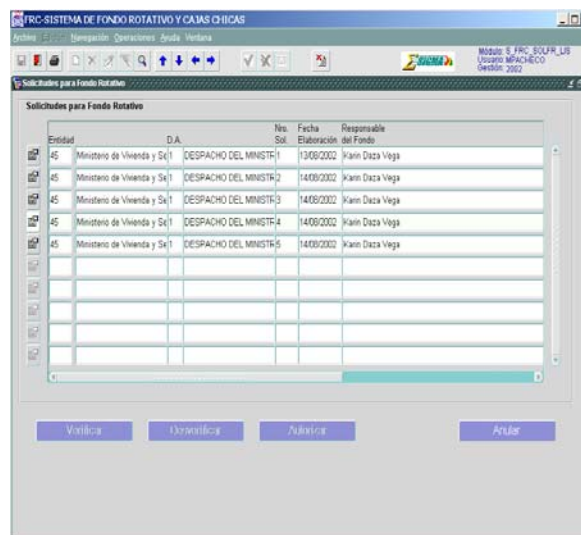 FRC-SISTEMA DE FONDO ROTATIVO Y CAJAS CHICAS
Archivo Navegación Operaciones Ayuda Ventana
SIGMA
Módulo: S_FRC_SOLFR_LIS
Usuario: MPACHECO
Gestión: 2002
Solicitudes para Fondo Rotativo
Solicitudes para Fondo Rotativo
Nro. Fecha Responsable
Entidad D.A. Sol. Elaboración del Fondo
45 Ministerio de Vivienda y Se 1 DESPACHO DEL MINISTR 1 13/08/2002 Karin Daza Vega
45 Ministerio de Vivienda y Se 1 DESPACHO DEL MINISTR 2 14/08/2002 Karin Daza Vega
45 Ministerio de Vivienda y Se 1 DESPACHO DEL MINISTR 3 14/08/2002 Karin Daza Vega
45 Ministerio de Vivienda y Se 1 DESPACHO DEL MINISTR 4 14/08/2002 Karin Daza Vega
45 Ministerio de Vivienda y Se 1 DESPACHO DEL MINISTR 5 14/08/2002 Karin Daza Vega
Verificar Desverificar Autorizar Anular